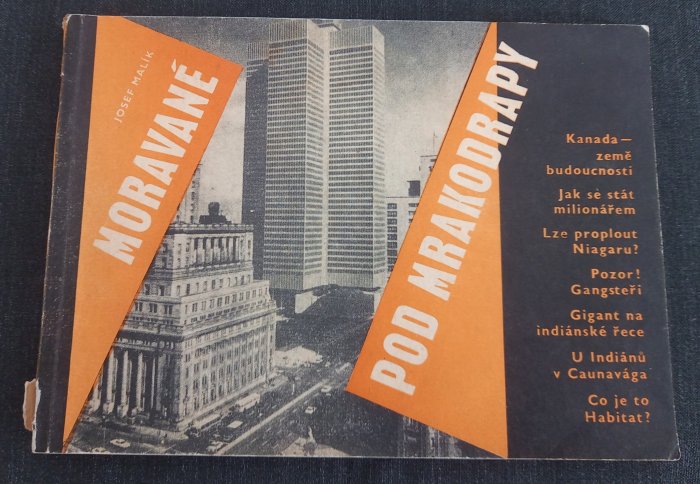 JOSEF MALÍK
MORAVANÉ
POD MRAKODRAPY
Kanada –
země
budoucnosti
Jak se stát
milionářem
Lze proplout
Niagaru?
Pozor!
Gangsteři
Gigant na
indiánské řece
U Indiánů
v Caunavága
Co je to
Habitat?